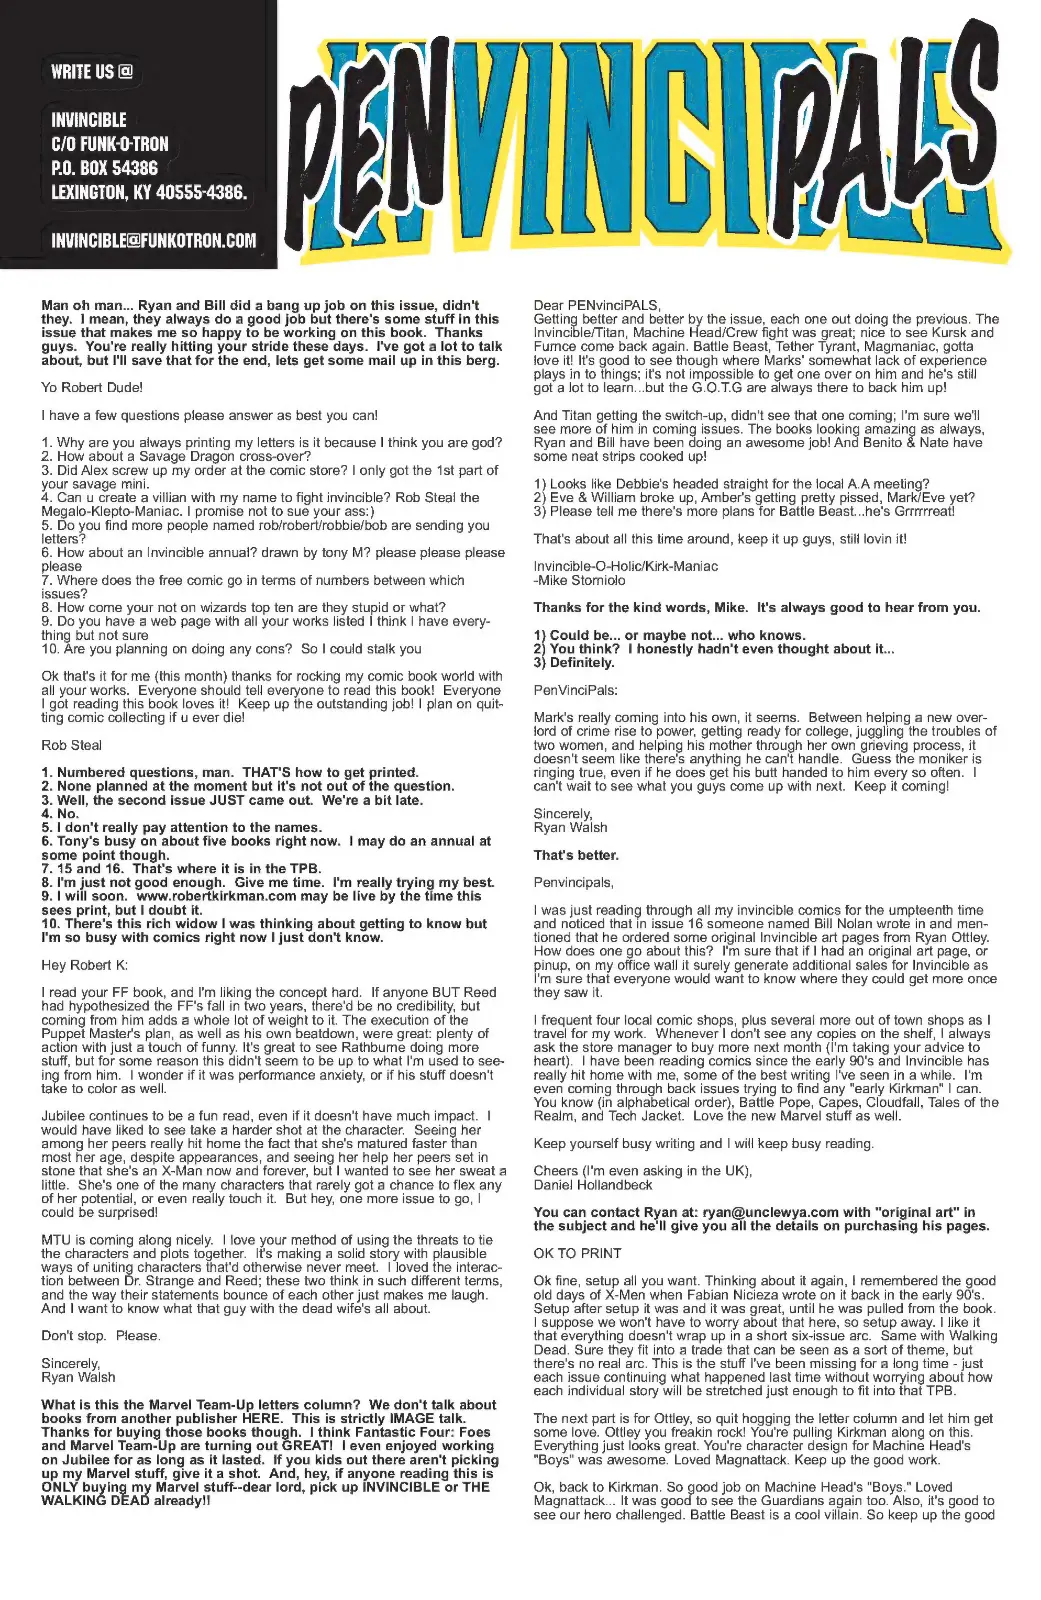 WRITE US @
INVINCIBLE
C/O FUNK-O-TRON
P.O. BOX 54386
LEXINGTON, KY 40555-4386.
INVINCIBLE@FUNKOTRON.COM
INVINCIBLE
PEN PALS
Man oh man... Ryan and Bill did a bang up job on this issue, didn't
they.  I mean, they always do a good job but there's some stuff in this
issue that makes me so happy to be working on this book.  Thanks
guys.  You're really hitting your stride these days.  I've got a lot to talk
about, but I'll save that for the end, lets get some mail up in this berg.
Yo Robert Dude!
I have a few questions please answer as best you can!
1. Why are you always printing my letters is it because I think you are god?
2. How about a Savage Dragon cross-over?
3. Did Alex screw up my order at the comic store? I only got the 1st part of
your savage mini.
4. Can u create a villian with my name to fight invincible? Rob Steal the
Megalo-Klepto-Maniac. I promise not to sue your ass:)
5. Do you find more people named rob/robert/robbie/bob are sending you
letters?
6. How about an Invincible annual? drawn by tony M? please please please
please
7. Where does the free comic go in terms of numbers between which
issues?
8. How come your not on wizards top ten are they stupid or what?
9. Do you have a web page with all your works listed I think I have every-
thing but not sure
10. Are you planning on doing any cons?  So I could stalk you
Ok that's it for me (this month) thanks for rocking my comic book world with
all your works.  Everyone should tell everyone to read this book!  Everyone
I got reading this book loves it!  Keep up the outstanding job! I plan on quit-
ting comic collecting if u ever die!
Rob Steal
1. Numbered questions, man.  THAT'S how to get printed.
2. None planned at the moment but it's not out of the question.
3. Well, the second issue JUST came out.  We're a bit late.
4. No.
5. I don't really pay attention to the names.
6. Tony's busy on about five books right now.  I may do an annual at
some point though.
7. 15 and 16.  That's where it is in the TPB.
8. I'm just not good enough.  Give me time.  I'm really trying my best.
9. I will soon.  www.robertkirkman.com may be live by the time this
sees print, but I doubt it.
10. There's this rich widow I was thinking about getting to know but
I'm so busy with comics right now I just don't know.
Hey Robert K:
I read your FF book, and I'm liking the concept hard.  If anyone BUT Reed
had hypothesized the FF's fall in two years, there'd be no credibility, but
coming from him adds a whole lot of weight to it. The execution of the
Puppet Master's plan, as well as his own beatdown, were great: plenty of
action with just a touch of funny. It's great to see Rathburne doing more
stuff, but for some reason this didn't seem to be up to what I'm used to see-
ing from him.  I wonder if it was performance anxiety, or if his stuff doesn't
take to color as well.
Jubilee continues to be a fun read, even if it doesn't have much impact.  I
would have liked to see take a harder shot at the character.  Seeing her
among her peers really hit home the fact that she's matured faster than
most her age, despite appearances, and seeing her help her peers set in
stone that she's an X-Man now and forever, but I wanted to see her sweat a
little.  She's one of the many characters that rarely got a chance to flex any
of her potential, or even really touch it.  But hey, one more issue to go, I
could be surprised!
MTU is coming along nicely.  I love your method of using the threats to tie
the characters and plots together.  It's making a solid story with plausible
ways of uniting characters that'd otherwise never meet.  I loved the interac-
tion between Dr. Strange and Reed; these two think in such different terms,
and the way their statements bounce of each other just makes me laugh.
And I want to know what that guy with the dead wife's all about.
Don't stop.  Please.
Sincerely,
Ryan Walsh
What is this the Marvel Team-Up letters column?  We don't talk about
books from another publisher HERE.  This is strictly IMAGE talk.
Thanks for buying those books though.  I think Fantastic Four: Foes
and Marvel Team-Up are turning out GREAT!  I even enjoyed working
on Jubilee for as long as it lasted.  If you kids out there aren't picking
up my Marvel stuff, give it a shot.  And, hey, if anyone reading this is
ONLY buying my Marvel stuff--dear lord, pick up INVINCIBLE or THE
WALKING DEAD already!!
Dear PENvinciPALS,
Getting better and better by the issue, each one out doing the previous. The
Invincible/Titan, Machine Head/Crew fight was great; nice to see Kursk and
Furnce come back again. Battle Beast, Tether Tyrant, Magmaniac, gotta
love it! It's good to see though where Marks' somewhat lack of experience
plays in to things; it's not impossible to get one over on him and he's still
got a lot to learn...but the G.O.T.G are always there to back him up!
And Titan getting the switch-up, didn't see that one coming; I'm sure we'll
see more of him in coming issues. The books looking amazing as always,
Ryan and Bill have been doing an awesome job! And Benito & Nate have
some neat strips cooked up!
1) Looks like Debbie's headed straight for the local A.A meeting?
2) Eve & William broke up, Amber's getting pretty pissed, Mark/Eve yet?
3) Please tell me there's more plans for Battle Beast...he's Grrrrrreat!
That's about all this time around, keep it up guys, still lovin it!
Invincible-O-Holic/Kirk-Maniac
-Mike Storniolo
Thanks for the kind words, Mike.  It's always good to hear from you.
1) Could be... or maybe not... who knows.
2) You think?  I honestly hadn't even thought about it...
3) Definitely.
PenVinciPals:
Mark's really coming into his own, it seems.  Between helping a new over-
lord of crime rise to power, getting ready for college, juggling the troubles of
two women, and helping his mother through her own grieving process, it
doesn't seem like there's anything he can't handle.  Guess the moniker is
ringing true, even if he does get his butt handed to him every so often.  I
can't wait to see what you guys come up with next.  Keep it coming!
Sincerely,
Ryan Walsh
That's better.
Penvincipals,
I was just reading through all my invincible comics for the umpteenth time
and noticed that in issue 16 someone named Bill Nolan wrote in and men-
tioned that he ordered some original Invincible art pages from Ryan Ottley.
How does one go about this?  I'm sure that if I had an original art page, or
pinup, on my office wall it surely generate additional sales for Invincible as
I'm sure that everyone would want to know where they could get more once
they saw it.
I frequent four local comic shops, plus several more out of town shops as I
travel for my work.  Whenever I don't see any copies on the shelf, I always
ask the store manager to buy more next month (I'm taking your advice to
heart).  I have been reading comics since the early 90's and Invincible has
really hit home with me, some of the best writing I've seen in a while.  I'm
even coming through back issues trying to find any "early Kirkman" I can.
You know (in alphabetical order), Battle Pope, Capes, Cloudfall, Tales of the
Realm, and Tech Jacket.  Love the new Marvel stuff as well.
Keep yourself busy writing and I will keep busy reading.
Cheers (I'm even asking in the UK),
Daniel Hollandbeck
You can contact Ryan at: ryan@unclewya.com with "original art" in
the subject and he'll give you all the details on purchasing his pages.
OK TO PRINT
Ok fine, setup all you want. Thinking about it again, I remembered the good
old days of X-Men when Fabian Nicieza wrote on it back in the early 90's.
Setup after setup it was and it was great, until he was pulled from the book.
I suppose we won't have to worry about that here, so setup away. I like it
that everything doesn't wrap up in a short six-issue arc.  Same with Walking
Dead. Sure they fit into a trade that can be seen as a sort of theme, but
there's no real arc. This is the stuff I've been missing for a long time - just
each issue continuing what happened last time without worrying about how
each individual story will be stretched just enough to fit into that TPB.
The next part is for Ottley, so quit hogging the letter column and let him get
some love. Ottley you freakin rock! You're pulling Kirkman along on this.
Everything just looks great. You're character design for Machine Head's
"Boys" was awesome. Loved Magnattack. Keep up the good work.
Ok, back to Kirkman. So good job on Machine Head's "Boys." Loved
Magnattack... It was good to see the Guardians again too. Also, it's good to
see our hero challenged. Battle Beast is a cool villain. So keep up the good